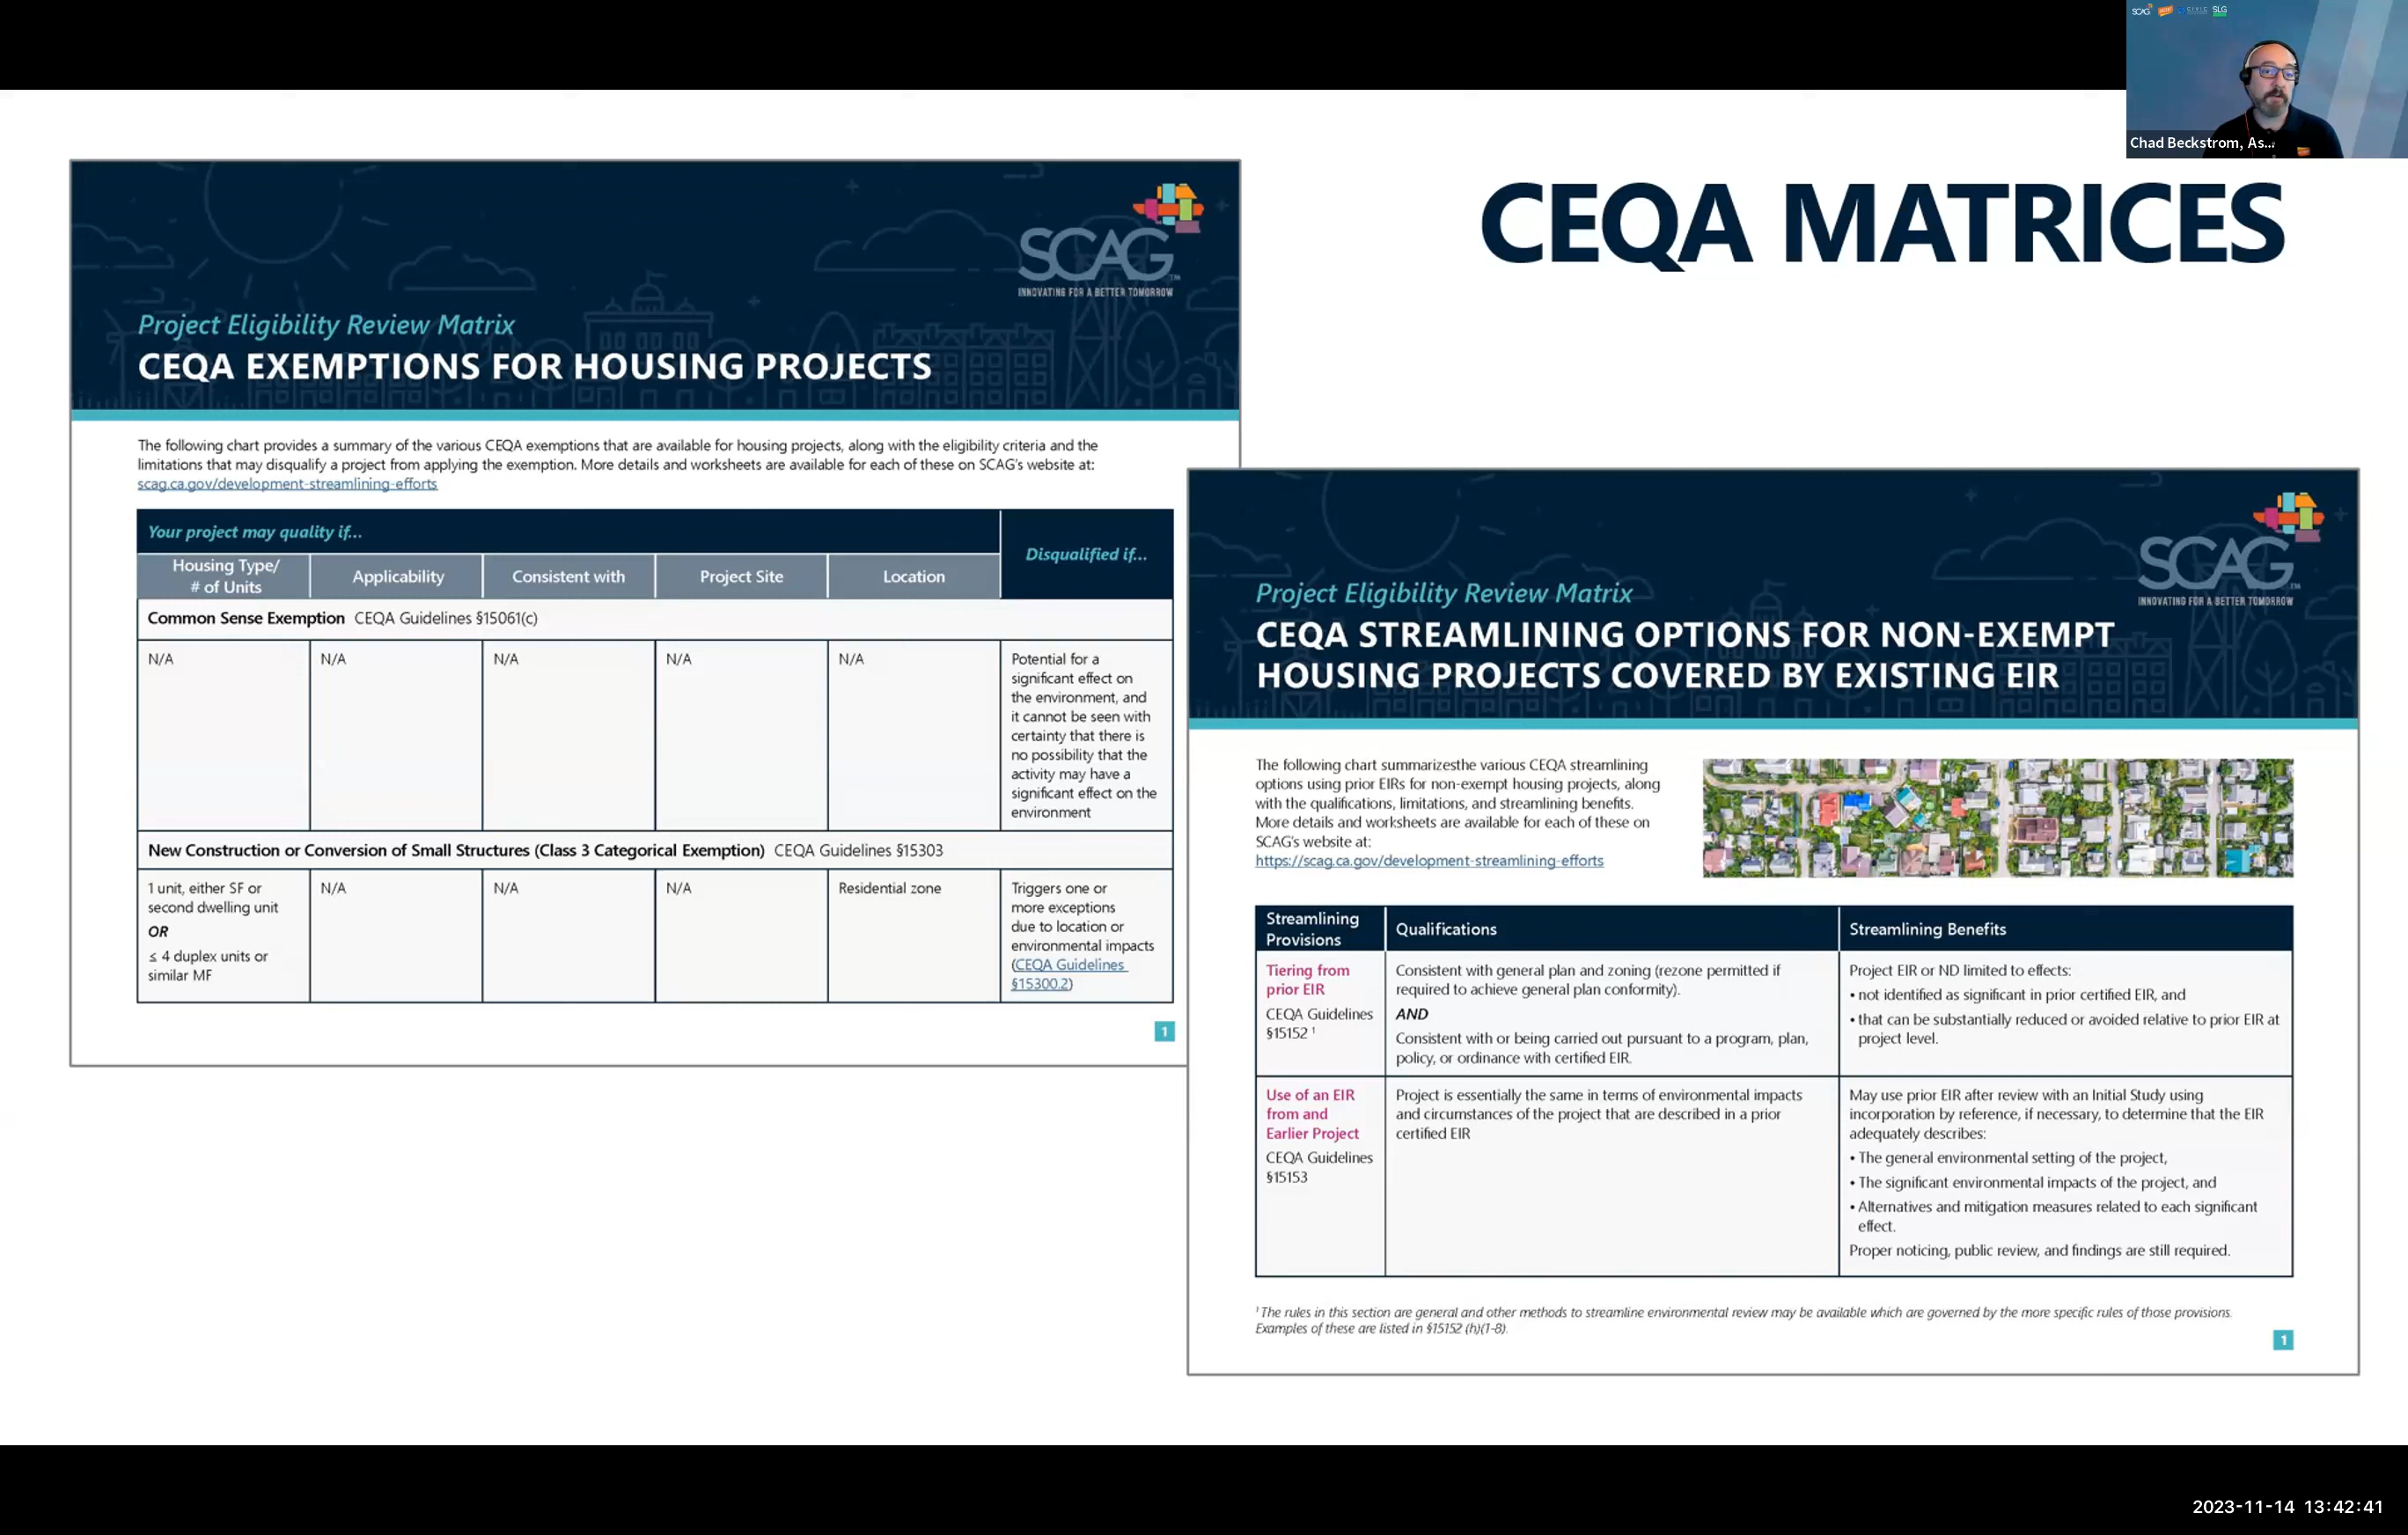 SCAG
SLG
Chad Beckstrom, As...
CEQA MATRICES
SCAG™
INNOVATING FOR A BETTER TOMORROW
Project Eligibility Review Matrix
CEQA EXEMPTIONS FOR HOUSING PROJECTS
The following chart provides a summary of the various CEQA exemptions that are available for housing projects, along with the eligibility criteria and the
limitations that may disqualify a project from applying the exemption. More details and worksheets are available for each of these on SCAG's website at:
scag.ca.gov/development-streamlining-efforts
Your project may quality if...
Disqualified if...
Housing Type/
# of Units
Applicability
Consistent with
Project Site
Location
Common Sense Exemption CEQA Guidelines §15061(c)
N/A
N/A
N/A
N/A
N/A
Potential for a
significant effect on
the environment, and
it cannot be seen with
certainty that there is
no possibility that the
activity may have a
significant effect on the
environment
New Construction or Conversion of Small Structures (Class 3 Categorical Exemption) CEQA Guidelines §15303
1 unit, either SF or
second dwelling unit
OR
≤ 4 duplex units or
similar MF
N/A
N/A
N/A
Residential zone
Triggers one or
more exceptions
due to location or
environmental impacts
(CEQA Guidelines
§15300.2)
1
SCAG™
INNOVATING FOR A BETTER TOMORROW
Project Eligibility Review Matrix
CEQA STREAMLINING OPTIONS FOR NON-EXEMPT
HOUSING PROJECTS COVERED BY EXISTING EIR
The following chart summarizesthe various CEQA streamlining
options using prior EIRs for non-exempt housing projects, along
with the qualifications, limitations, and streamlining benefits.
More details and worksheets are available for each of these on
SCAG's website at:
https://scag.ca.gov/development-streamlining-efforts
Streamlining
Provisions
Qualifications
Streamlining Benefits
Tiering from
prior EIR
CEQA Guidelines
§15152 ¹
Consistent with general plan and zoning (rezone permitted if
required to achieve general plan conformity).
AND
Consistent with or being carried out pursuant to a program, plan,
policy, or ordinance with certified EIR.
Project EIR or ND limited to effects:
• not identified as significant in prior certified EIR, and
• that can be substantially reduced or avoided relative to prior EIR at
project level.
Use of an EIR
from and
Earlier Project
CEQA Guidelines
§15153
Project is essentially the same in terms of environmental impacts
and circumstances of the project that are described in a prior
certified EIR
May use prior EIR after review with an Initial Study using
incorporation by reference, if necessary, to determine that the EIR
adequately describes:
• The general environmental setting of the project,
• The significant environmental impacts of the project, and
• Alternatives and mitigation measures related to each significant
effect.
Proper noticing, public review, and findings are still required.
¹ The rules in this section are general and other methods to streamline environmental review may be available which are governed by the more specific rules of those provisions.
Examples of these are listed in §15152 (h)(1-8).
1
2023-11-14 13:42:41